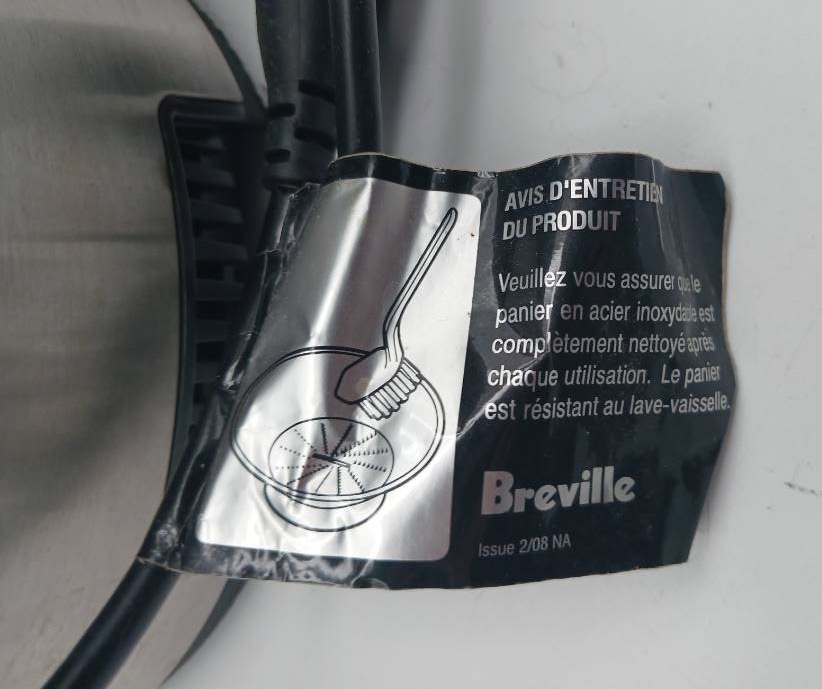 AVIS D'ENTRETIEN
DU PRODUIT
Veuillez vous assurer que le
panier en acier inoxydable est
complètement nettoyé après
chaque utilisation. Le panier
est résistant au lave-vaisselle.
Breville
Issue 2/08 NA